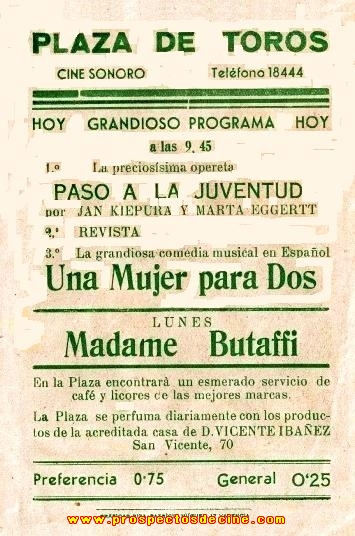 PLAZA DE TOROS
CINE SONORO Teléfono 18444
HOY GRANDIOSO PROGRAMA HOY
a las 9,45
1.º La preciosísima opereta
PASO A LA JUVENTUD
por JAN KIEPURA Y MARTA EGGERTT
2.º REVISTA
3.º La grandiosa comedia musical en Español
Una Mujer para Dos
LUNES
Madame Butaffi
En la Plaza encontrarà un esmerado servicio de
café y licores de las mejores marcas.
La Plaza se perfuma diariamente con los produc-
tos de la acreditada casa de D. VICENTE IBAÑEZ
San Vicente, 70
Preferencia 0·75 General 0'25
www.prospectosdecine.com